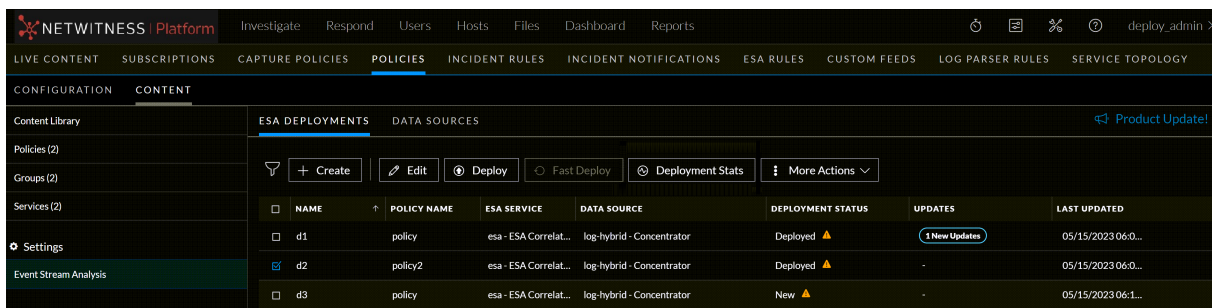 NETWITNESS | Platform Investigate Respond Users Hosts Files Dashboard Reports deploy_admin
LIVE CONTENT SUBSCRIPTIONS CAPTURE POLICIES POLICIES INCIDENT RULES INCIDENT NOTIFICATIONS ESA RULES CUSTOM FEEDS LOG PARSER RULES SERVICE TOPOLOGY
CONFIGURATION CONTENT
Content Library
Policies (2)
Groups (2)
Services (2)
Settings
Event Stream Analysis
ESA DEPLOYMENTS DATA SOURCES Product Update!
+ Create Edit Deploy Fast Deploy Deployment Stats More Actions
NAME ↑ POLICY NAME ESA SERVICE DATA SOURCE DEPLOYMENT STATUS UPDATES LAST UPDATED
d1 policy esa - ESA Correlat... log-hybrid - Concentrator Deployed 1 New Updates 05/15/2023 06:0...
d2 policy2 esa - ESA Correlat... log-hybrid - Concentrator Deployed - 05/15/2023 06:0...
d3 policy esa - ESA Correlat... log-hybrid - Concentrator New - 05/15/2023 06:1...